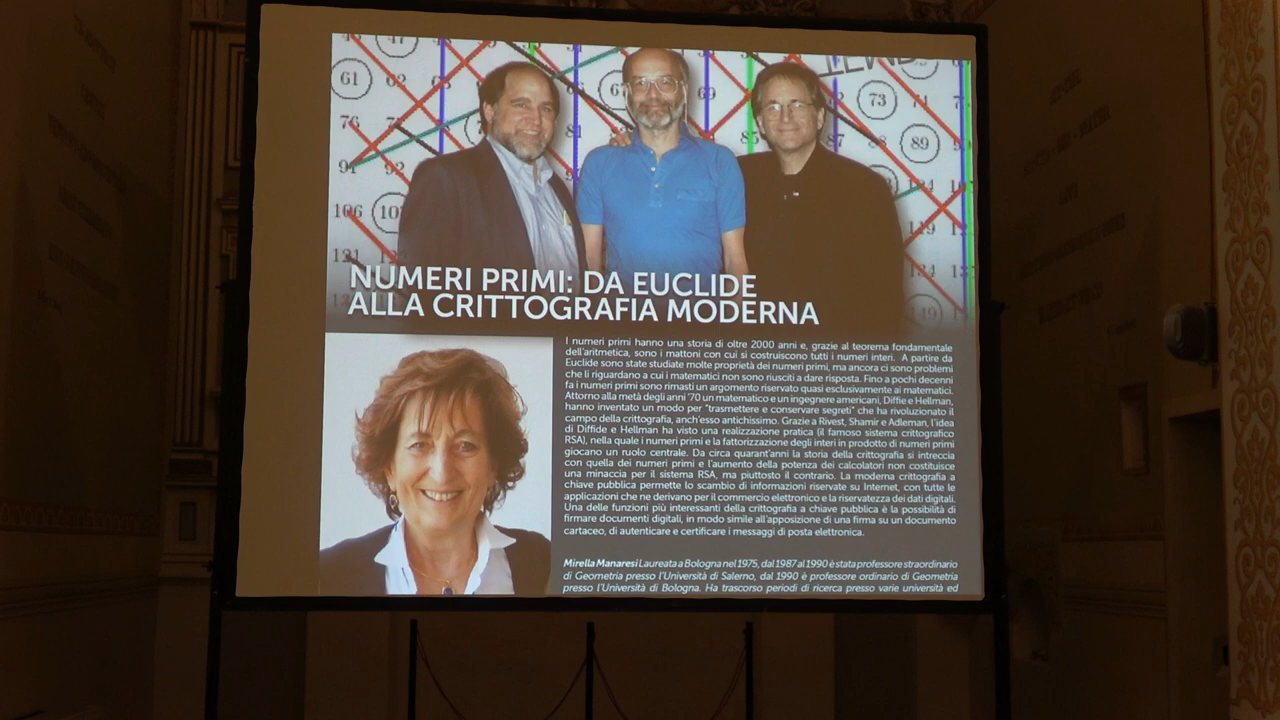 61 62 67 69 73
76 81 85 87 89
91 92
106
NUMERI PRIMI: DA EUCLIDE
ALLA CRITTOGRAFIA MODERNA
I numeri primi hanno una storia di oltre 2000 anni e, grazie al teorema fondamentale
dell'aritmetica, sono i mattoni con cui si costruiscono tutti i numeri interi. A partire da
Euclide sono state studiate molte proprietà dei numeri primi, ma ancora ci sono problemi
che li riguardano a cui i matematici non sono riusciti a dare risposta. Fino a pochi decenni
fa i numeri primi sono rimasti un argomento riservato quasi esclusivamente ai matematici.
Attorno alla metà degli anni '70 un matematico e un ingegnere americani, Diffie e Hellman,
hanno inventato un modo per "trasmettere e conservare segreti" che ha rivoluzionato il
campo della crittografia, anch'esso antichissimo. Grazie a Rivest, Shamir e Adleman, l'idea
di Diffide e Hellman ha visto una realizzazione pratica (il famoso sistema crittografico
RSA), nella quale i numeri primi e la fattorizzazione degli interi in prodotto di numeri primi
giocano un ruolo centrale. Da circa quarant'anni la storia della crittografia si intreccia
con quella dei numeri primi e l'aumento della potenza dei calcolatori non costituisce
una minaccia per il sistema RSA, ma piuttosto il contrario. La moderna crittografia a
chiave pubblica permette lo scambio di informazioni riservate su Internet, con tutte le
applicazioni che ne derivano per il commercio elettronico e la riservatezza dei dati digitali.
Una delle funzioni più interessanti della crittografia a chiave pubblica è la possibilità di
firmare documenti digitali, in modo simile all'apposizione di una firma su un documento
cartaceo, di autenticare e certificare i messaggi di posta elettronica.
Mirella Manaresi Laureata a Bologna nel 1975, dal 1987 al 1990 è stata professore straordinario
di Geometria presso l'Università di Salerno, dal 1990 è professore ordinario di Geometria
presso l'Università di Bologna. Ha trascorso periodi di ricerca presso varie università ed